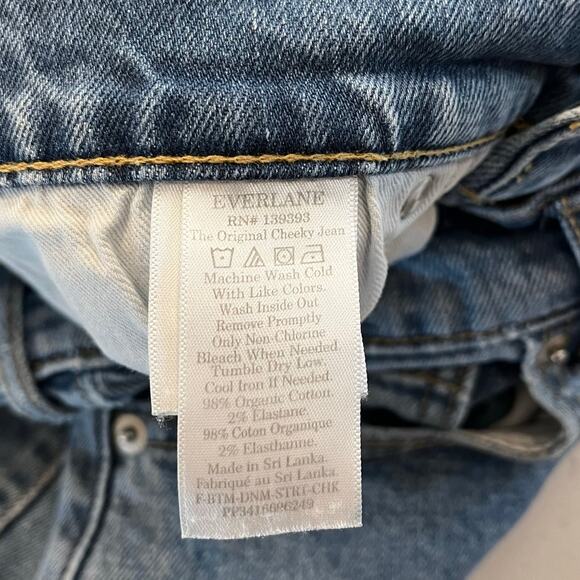 EVERLANE
RN# 139393
The Original Cheeky Jean
Machine Wash Cold
With Like Colors.
Wash Inside Out
Remove Promptly
Only Non-Chlorine
Bleach When Needed
Tumble Dry Low.
Cool Iron If Needed.
98% Organic Cotton.
2% Elastane.
98% Coton Organique
2% Elasthanne.
Made in Sri Lanka.
Fabriqué au Sri Lanka.
F-BTM-DNM-STRT-CHK
PP3416696249